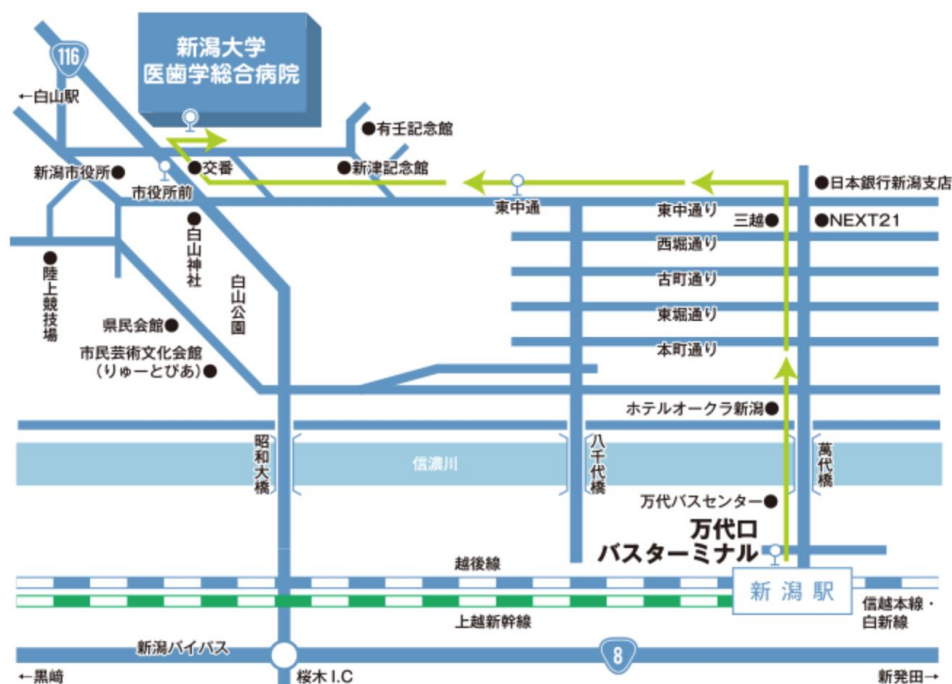 116
新潟大学
医歯学総合病院
←白山駅
有壬記念館
新潟市役所
交番
新津記念館
市役所前
日本銀行新潟支店
東中通
東中通り
三越
NEXT21
白山神社
西堀通り
陸上競技場
白山公園
古町通り
県民会館
東堀通り
市民芸術文化会館
(りゅーとぴあ)
本町通り
ホテルオークラ新潟
昭和大橋
信濃川
八千代橋
萬代橋
万代バスセンター
万代口
バスターミナル
越後線
新潟駅
信越本線・
白新線
上越新幹線
新潟バイパス
8
←黒崎
桜木I.C
新発田→